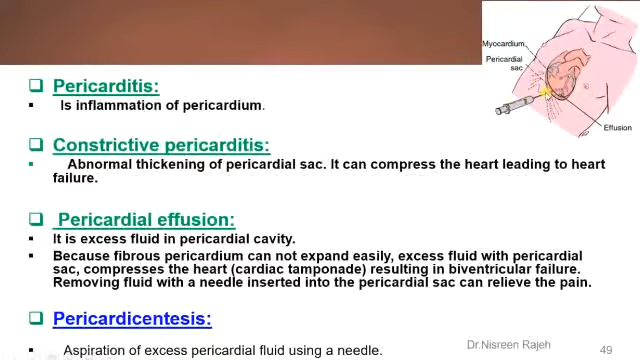 Myocardium
Pericardial
sac
Effusion
❑ Pericarditis:
▪ Is inflammation of pericardium.
❑ Constrictive pericarditis:
▪ Abnormal thickening of pericardial sac. It can compress the heart leading to heart
failure.
❑ Pericardial effusion:
▪ It is excess fluid in pericardial cavity.
▪ Because fibrous pericardium can not expand easily, excess fluid with pericardial
sac, compresses the heart (cardiac tamponade) resulting in biventricular failure.
Removing fluid with a needle inserted into the pericardial sac can relieve the pain.
❑ Pericardicentesis:
▪ Aspiration of excess pericardial fluid using a needle.
Dr.Nisreen Rajeh
49